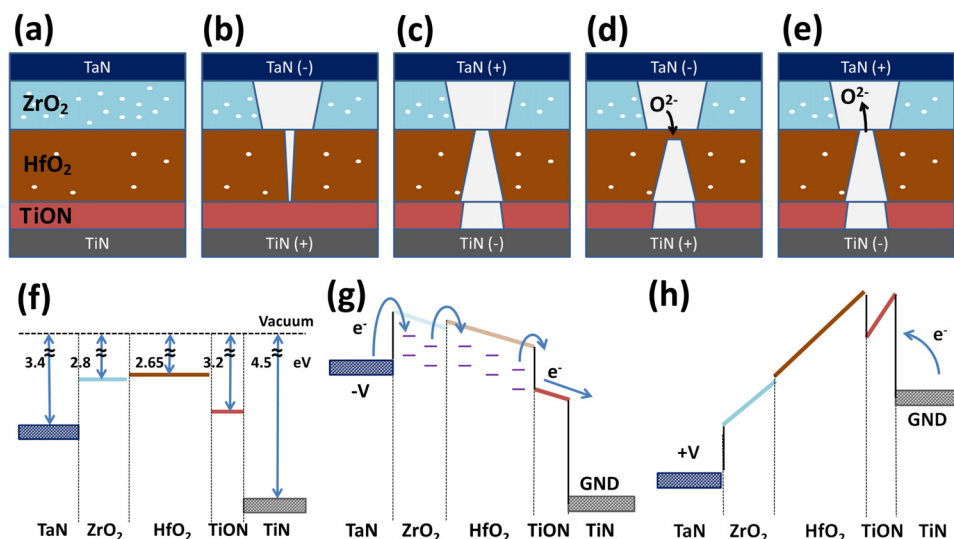 (a) (b) (c) (d) (e)
TaN TaN (-) TaN (+) TaN (-) TaN (+)
ZrO₂ O²⁻ O²⁻
HfO₂
TiON
TiN TiN (+) TiN (-) TiN (+) TiN (-)
(f)
Vacuum
3.4 2.8 2.65 3.2 4.5 eV
TaN ZrO₂ HfO₂ TiON TiN
(g)
e⁻
-V
e⁻
GND
TaN ZrO₂ HfO₂ TiON TiN
(h)
e⁻
GND
+V
TaN ZrO₂ HfO₂ TiON TiN